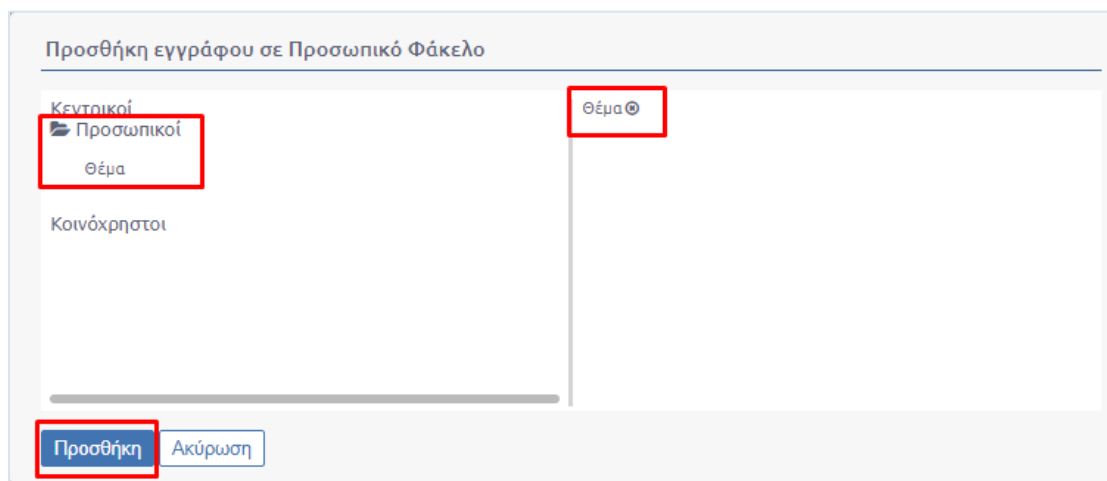 Προσθήκη εγγράφου σε Προσωπικό Φάκελο
Κεντρικοί
Προσωπικοί
Θέμα
Κοινόχρηστοι
Θέμα
Προσθήκη
Ακύρωση